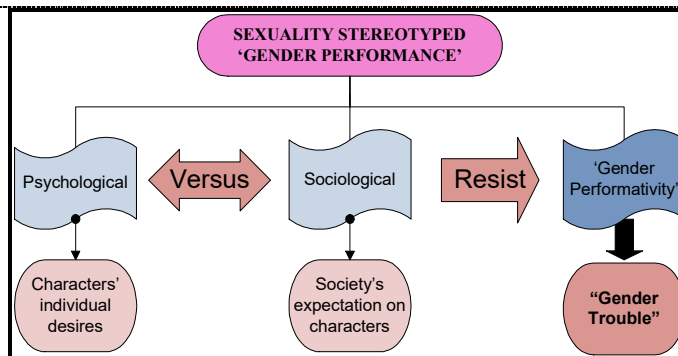 SEXUALITY STEREOTYPED
‘GENDER PERFORMANCE’
Psychological
Versus
Sociological
Resist
‘Gender
Performativity’
Characters’
individual
desires
Society’s
expectation on
characters
“Gender
Trouble”